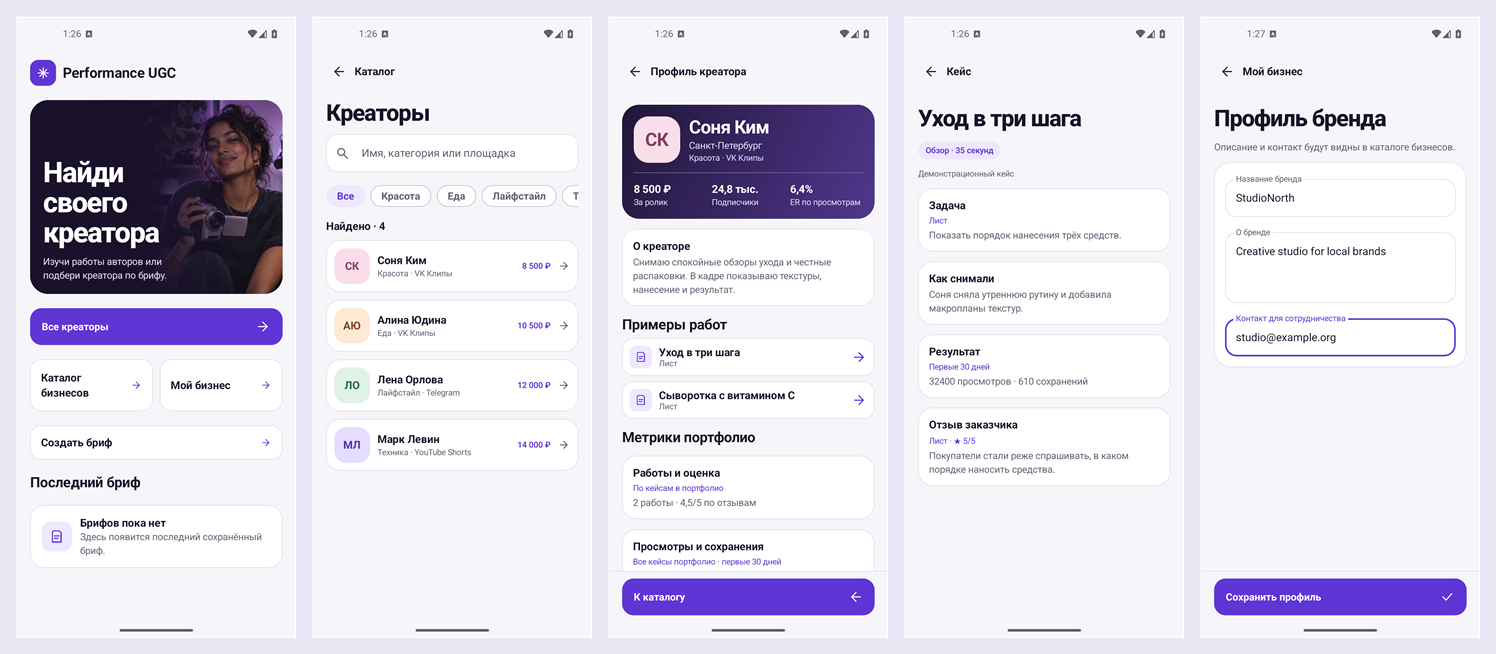 1:26
Performance UGC
Найди
своего
креатора
Изучи работы авторов или
подбери креатора по брифу.
Все креаторы
Каталог
бизнесов
Мой бизнес
Создать бриф
Последний бриф
Брифов пока нет
Здесь появится последний сохранённый
бриф.
1:26
Каталог
Креаторы
Имя, категория или площадка
Все
Красота
Еда
Лайфстайл
Т
Найдено · 4
СК
Соня Ким
Красота · VK Клипы
8 500 ₽
АЮ
Алина Юдина
Еда · VK Клипы
10 500 ₽
ЛО
Лена Орлова
Лайфстайл · Telegram
12 000 ₽
МЛ
Марк Левин
Техника · YouTube Shorts
14 000 ₽
1:26
Профиль креатора
СК
Соня Ким
Санкт-Петербург
Красота · VK Клипы
8 500 ₽
За ролик
24,8 тыс.
Подписчики
6,4%
ER по просмотрам
О креаторе
Снимаю спокойные обзоры ухода и честные
распаковки. В кадре показываю текстуры,
нанесение и результат.
Примеры работ
Уход в три шага
Лист
Сыворотка с витамином С
Лист
Метрики портфолио
Работы и оценка
По кейсам в портфолио
2 работы · 4,5/5 по отзывам
Просмотры и сохранения
Все кейсы портфолио · первые 30 дней
К каталогу
1:26
Кейс
Уход в три шага
Обзор · 35 секунд
Демонстрационный кейс
Задача
Лист
Показать порядок нанесения трёх средств.
Как снимали
Соня сняла утреннюю рутину и добавила
макропланы текстур.
Результат
Первые 30 дней
32400 просмотров · 610 сохранений
Отзыв заказчика
Лист · ★ 5/5
Покупатели стали реже спрашивать, в каком
порядке наносить средства.
1:27
Мой бизнес
Профиль бренда
Описание и контакт будут видны в каталоге бизнесов.
Название бренда
StudioNorth
О бренде
Creative studio for local brands
Контакт для сотрудничества
studio@example.org
Сохранить профиль